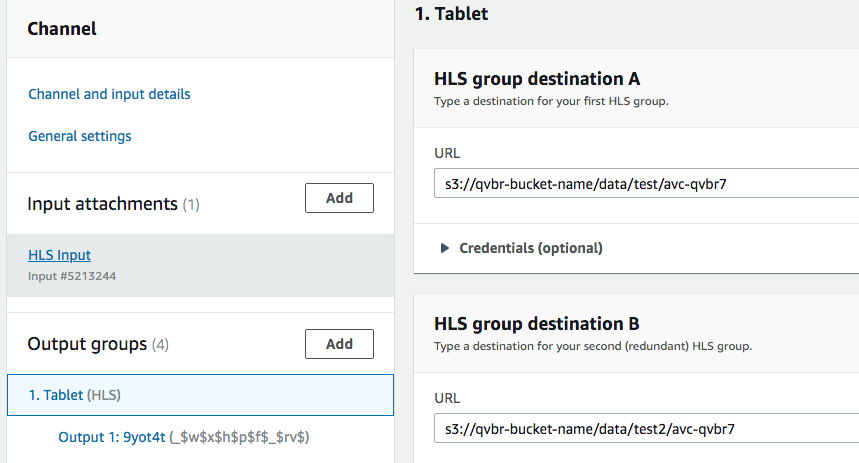 Channel
Channel and input details
General settings
Input attachments (1)
Add
HLS Input
Input #5213244
Output groups (4)
Add
1. Tablet (HLS)
Output 1: 9yot4t (_$w$x$h$p$f$_$rv$)
1. Tablet
HLS group destination A
Type a destination for your first HLS group.
URL
s3://qvbr-bucket-name/data/test/avc-qvbr7
Credentials (optional)
HLS group destination B
Type a destination for your second (redundant) HLS group.
URL
s3://qvbr-bucket-name/data/test2/avc-qvbr7